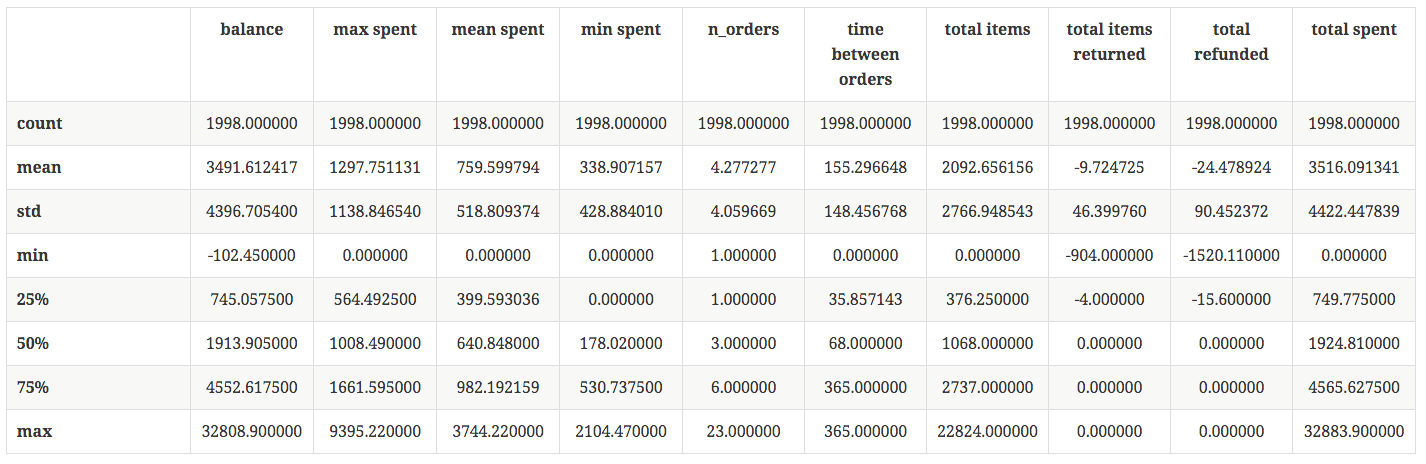 balance max spent mean spent min spent n_orders time between orders total items total items returned total refunded total spent
count 1998.000000 1998.000000 1998.000000 1998.000000 1998.000000 1998.000000 1998.000000 1998.000000 1998.000000 1998.000000
mean 3491.612417 1297.751131 759.599794 338.907157 4.277277 155.296648 2092.656156 -9.724725 -24.478924 3516.091341
std 4396.705400 1138.846540 518.809374 428.884010 4.059669 148.456768 2766.948543 46.399760 90.452372 4422.447839
min -102.450000 0.000000 0.000000 0.000000 1.000000 0.000000 0.000000 -904.000000 -1520.110000 0.000000
25% 745.057500 564.492500 399.593036 0.000000 1.000000 35.857143 376.250000 -4.000000 -15.600000 749.775000
50% 1913.905000 1008.490000 640.848000 178.020000 3.000000 68.000000 1068.000000 0.000000 0.000000 1924.810000
75% 4552.617500 1661.595000 982.192159 530.737500 6.000000 365.000000 2737.000000 0.000000 0.000000 4565.627500
max 32808.900000 9395.220000 3744.220000 2104.470000 23.000000 365.000000 22824.000000 0.000000 0.000000 32883.900000